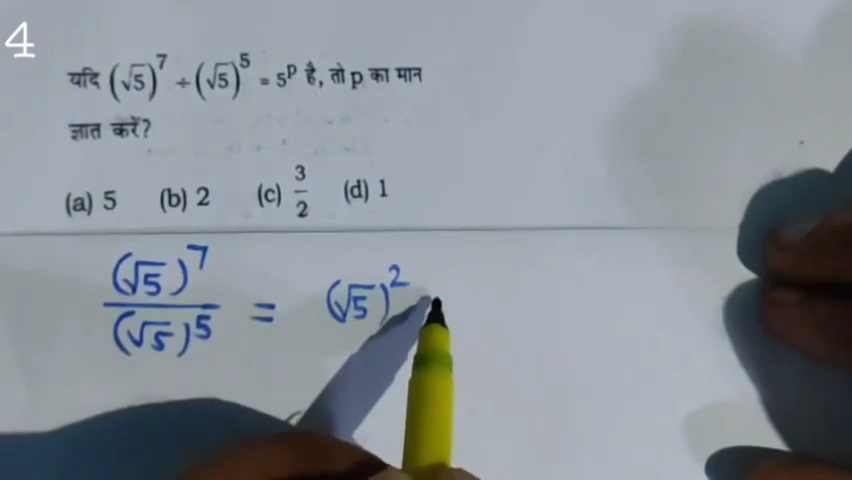 4
यदि (√5)^7 ÷ (√5)^5 = 5^p है, तो p का मान
ज्ञात करें?
(a) 5 (b) 2 (c) 3/2 (d) 1
(√5)^7 / (√5)^5 = (√5)^2